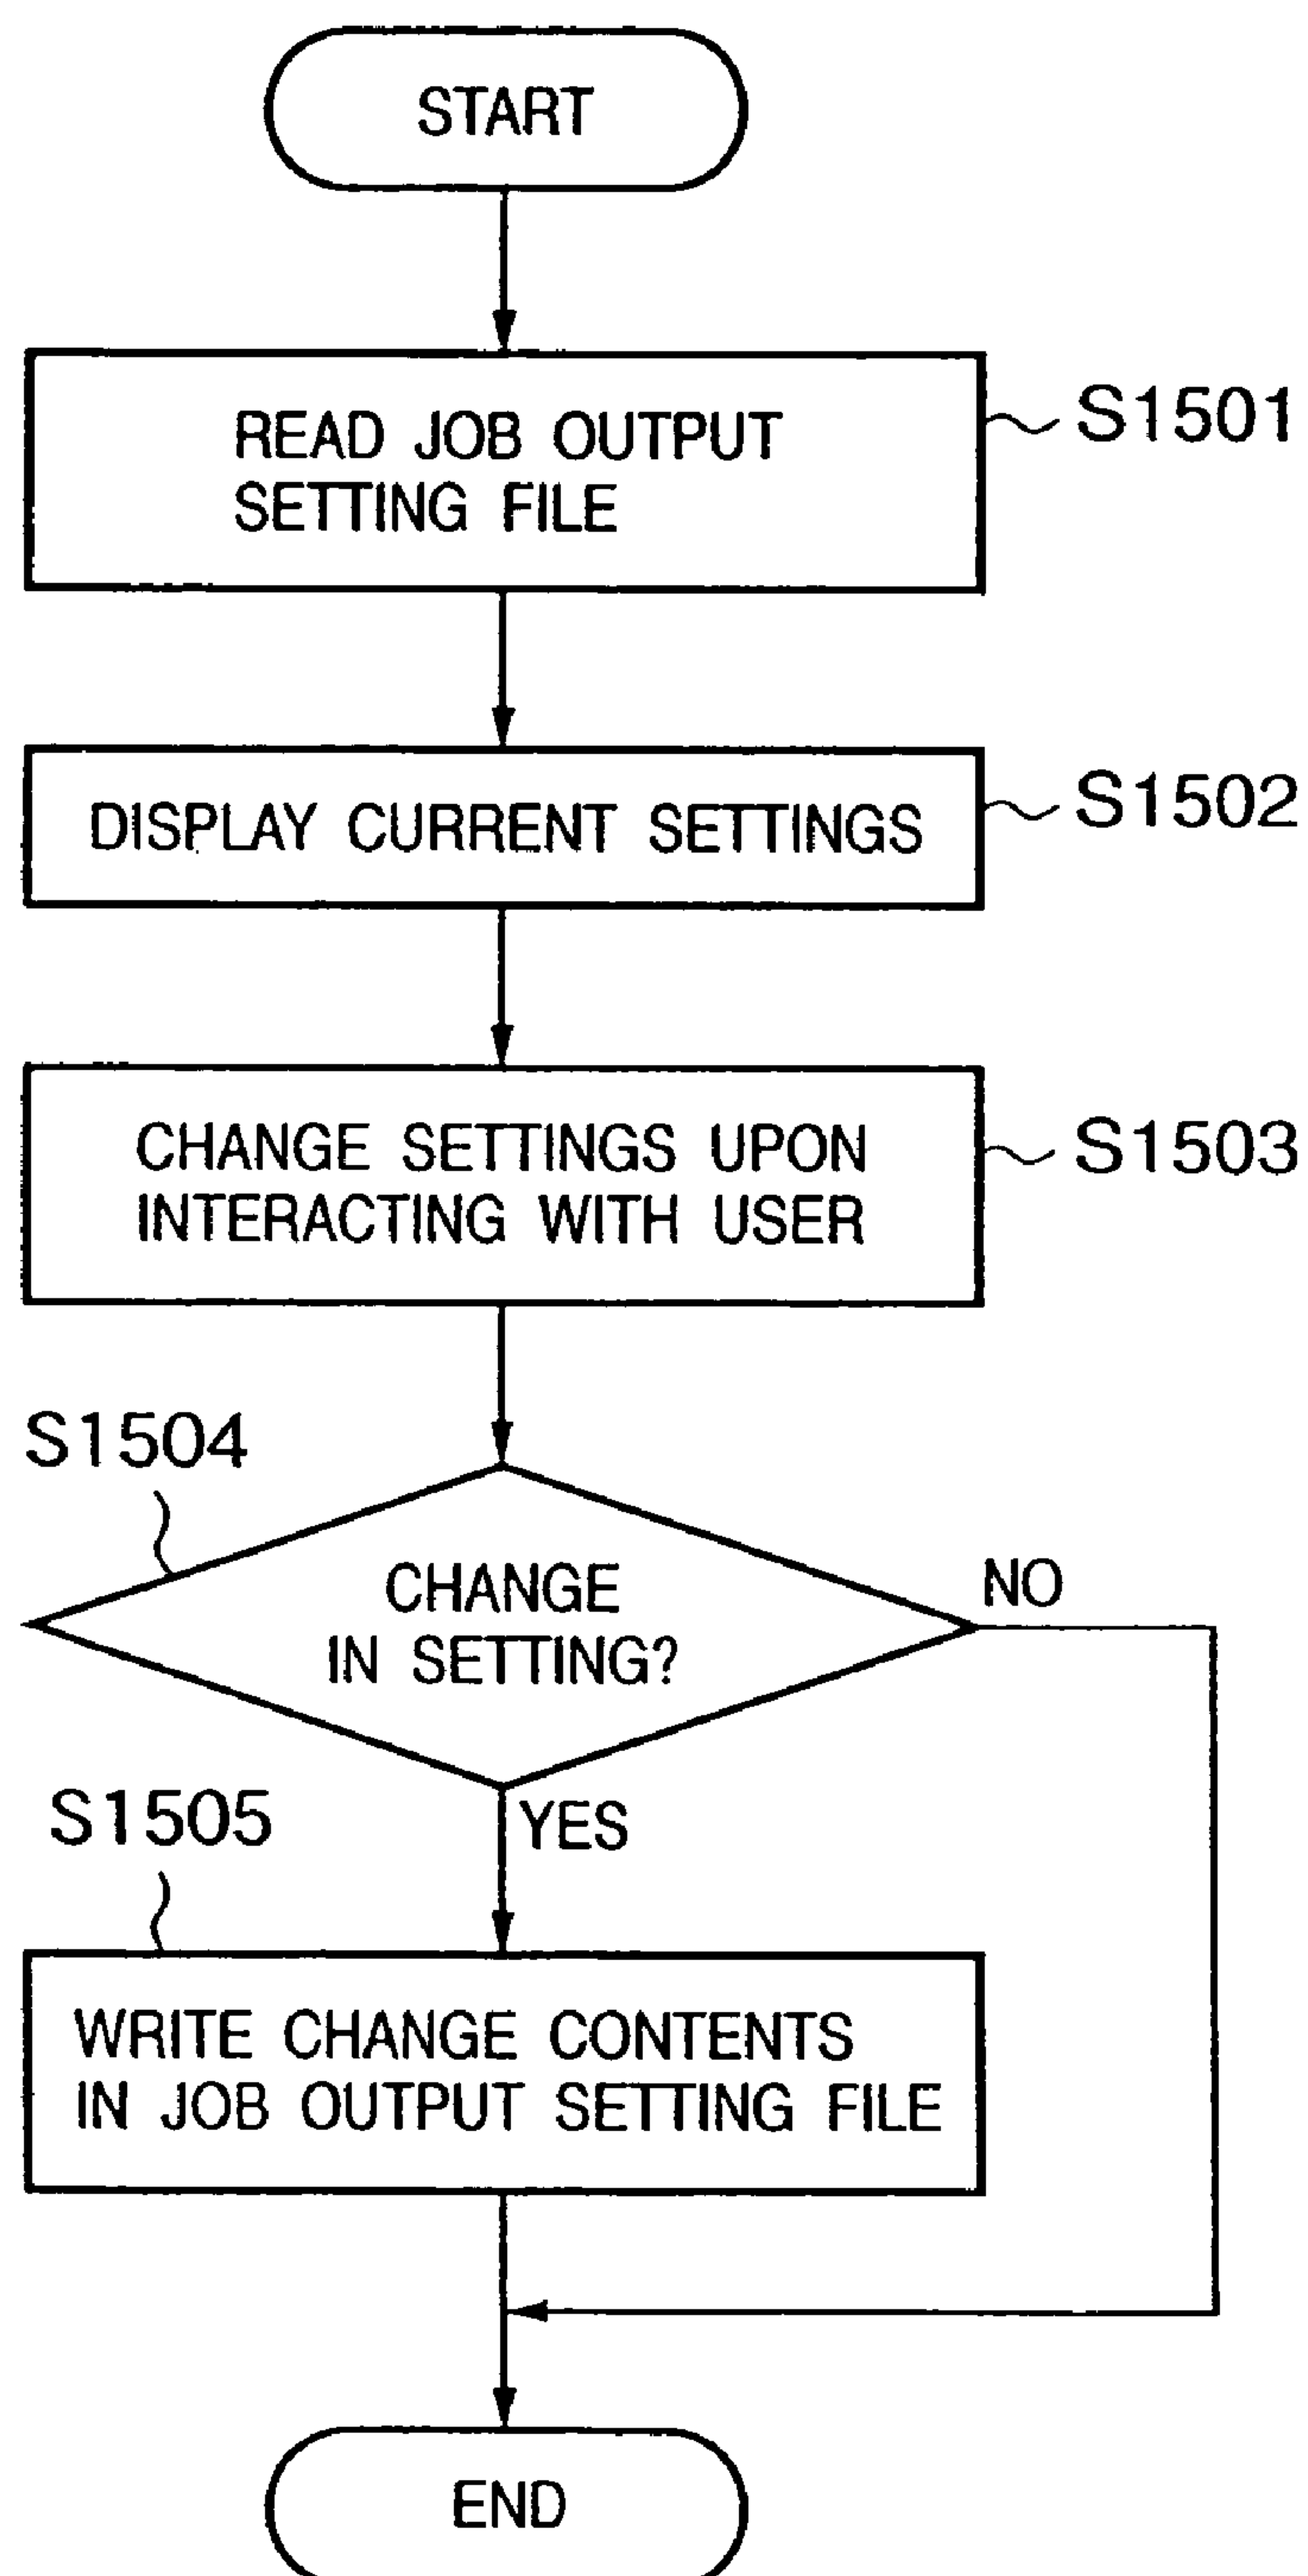 START
READ JOB OUTPUT
SETTING FILE
S1501
DISPLAY CURRENT SETTINGS
S1502
CHANGE SETTINGS UPON
INTERACTING WITH USER
S1503
S1504
CHANGE
IN SETTING?
NO
YES
S1505
WRITE CHANGE CONTENTS
IN JOB OUTPUT SETTING FILE
END